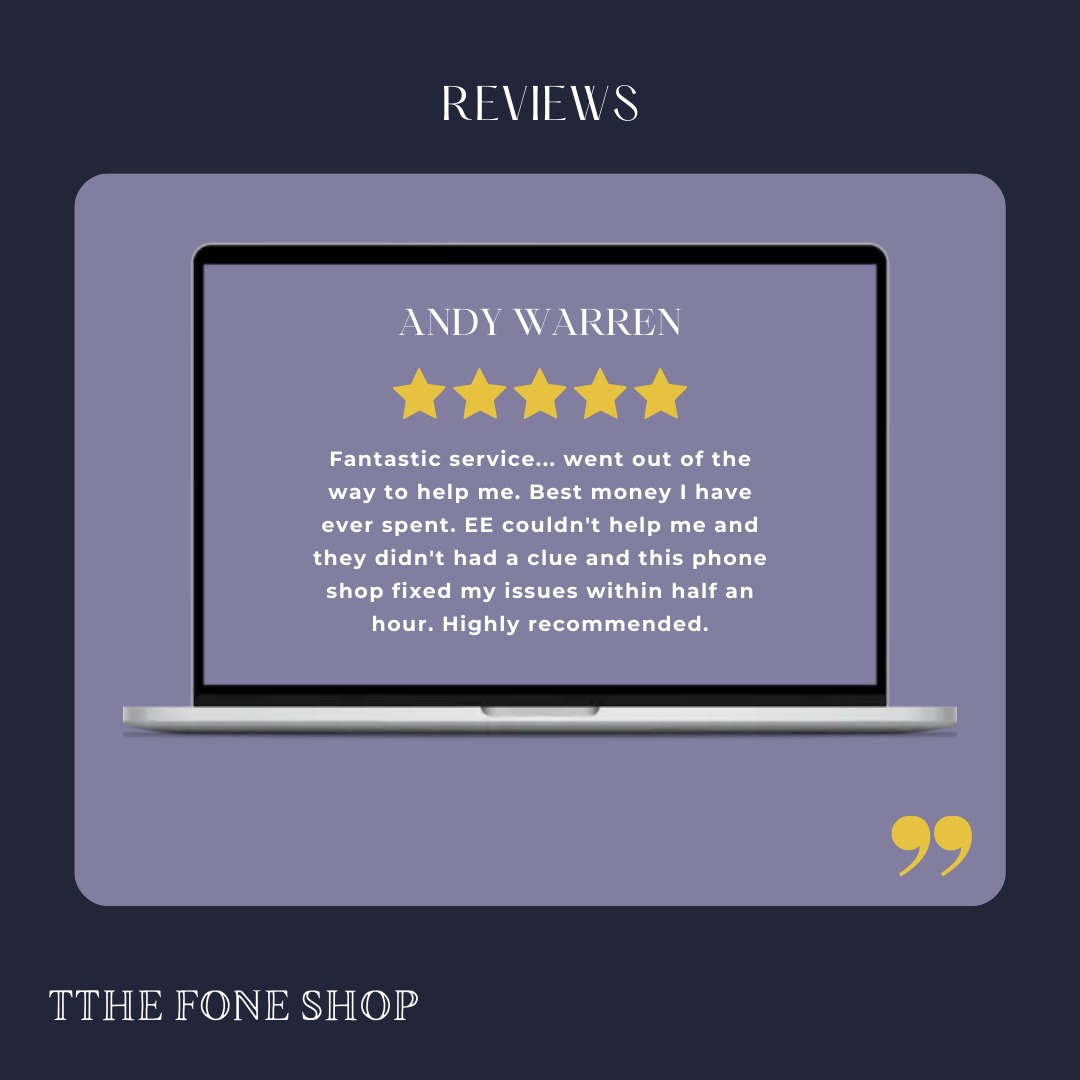 REVIEWS
ANDY WARREN
Fantastic service... went out of the
way to help me. Best money I have
ever spent. EE couldn't help me and
they didn't had a clue and this phone
shop fixed my issues within half an
hour. Highly recommended.
”
TTHE FONE SHOP